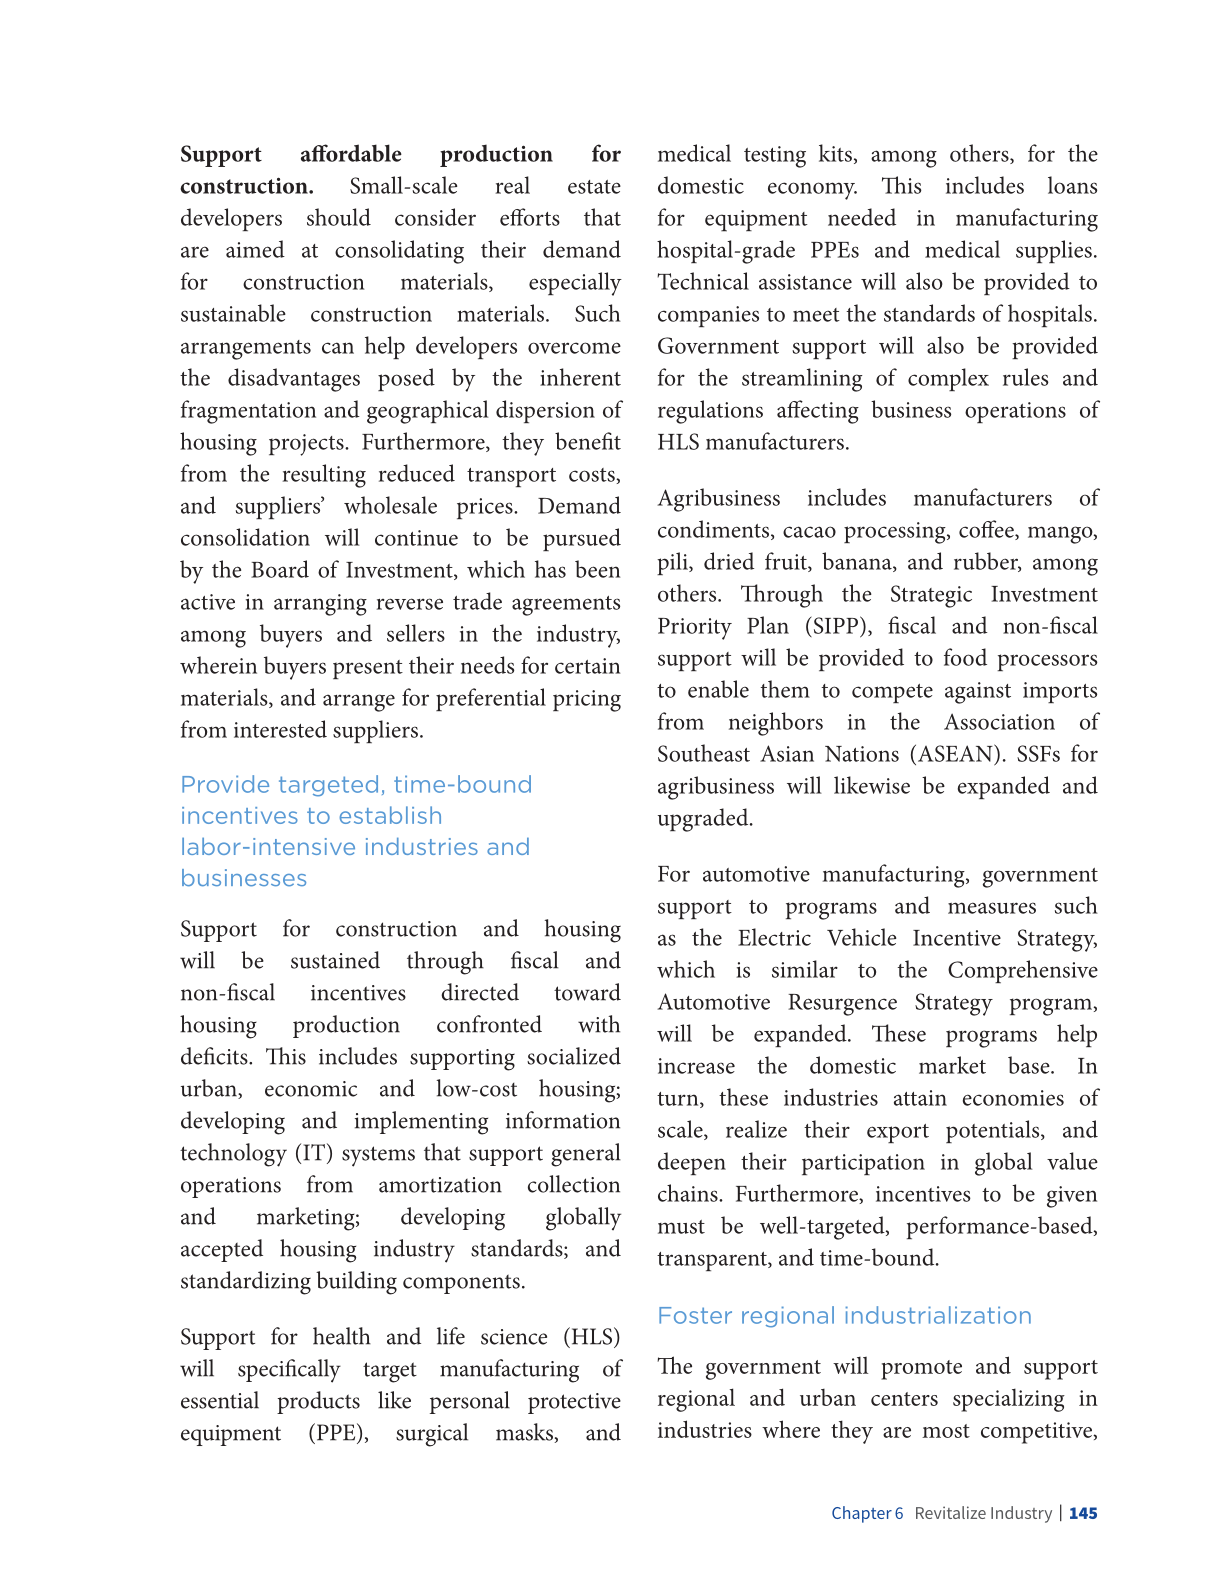 Support affordable production for
construction. Small-scale real estate
developers should consider efforts that
are aimed at consolidating their demand
for construction materials, especially
sustainable construction materials. Such
arrangements can help developers overcome
the disadvantages posed by the inherent
fragmentation and geographical dispersion of
housing projects. Furthermore, they benefit
from the resulting reduced transport costs,
and suppliers’ wholesale prices. Demand
consolidation will continue to be pursued
by the Board of Investment, which has been
active in arranging reverse trade agreements
among buyers and sellers in the industry,
wherein buyers present their needs for certain
materials, and arrange for preferential pricing
from interested suppliers.
Provide targeted, time-bound
incentives to establish
labor-intensive industries and
businesses
Support for construction and housing
will be sustained through fiscal and
non-fiscal incentives directed toward
housing production confronted with
deficits. This includes supporting socialized
urban, economic and low-cost housing;
developing and implementing information
technology (IT) systems that support general
operations from amortization collection
and marketing; developing globally
accepted housing industry standards; and
standardizing building components.
Support for health and life science (HLS)
will specifically target manufacturing of
essential products like personal protective
equipment (PPE), surgical masks, and
medical testing kits, among others, for the
domestic economy. This includes loans
for equipment needed in manufacturing
hospital-grade PPEs and medical supplies.
Technical assistance will also be provided to
companies to meet the standards of hospitals.
Government support will also be provided
for the streamlining of complex rules and
regulations affecting business operations of
HLS manufacturers.
Agribusiness includes manufacturers of
condiments, cacao processing, coffee, mango,
pili, dried fruit, banana, and rubber, among
others. Through the Strategic Investment
Priority Plan (SIPP), fiscal and non-fiscal
support will be provided to food processors
to enable them to compete against imports
from neighbors in the Association of
Southeast Asian Nations (ASEAN). SSFs for
agribusiness will likewise be expanded and
upgraded.
For automotive manufacturing, government
support to programs and measures such
as the Electric Vehicle Incentive Strategy,
which is similar to the Comprehensive
Automotive Resurgence Strategy program,
will be expanded. These programs help
increase the domestic market base. In
turn, these industries attain economies of
scale, realize their export potentials, and
deepen their participation in global value
chains. Furthermore, incentives to be given
must be well-targeted, performance-based,
transparent, and time-bound.
Foster regional industrialization
The government will promote and support
regional and urban centers specializing in
industries where they are most competitive,
Chapter 6 Revitalize Industry | 145